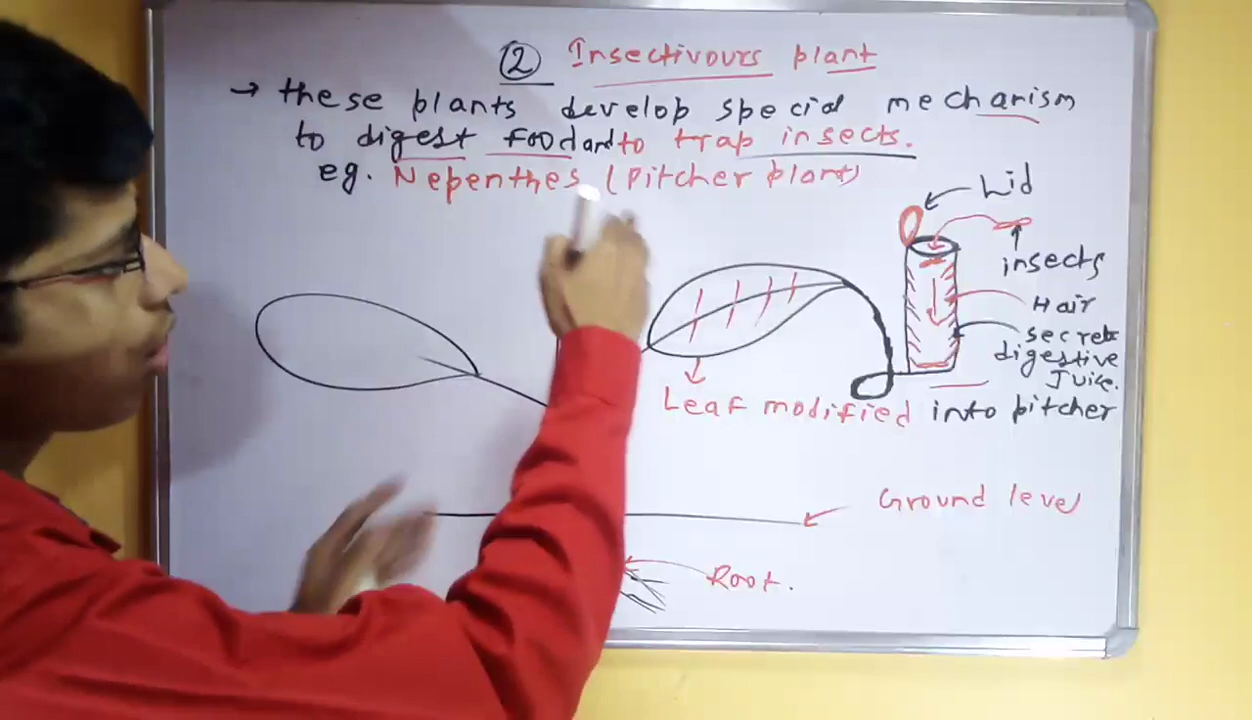 2 Insectivours plant
→ these plants develop special mechanism
to digest food and to trap insects.
eg. Nepenthes (Pitcher plant)
Lid
insects
Hair
secrete
digestive
Juice.
Leaf modified into pitcher
Ground level
Root.